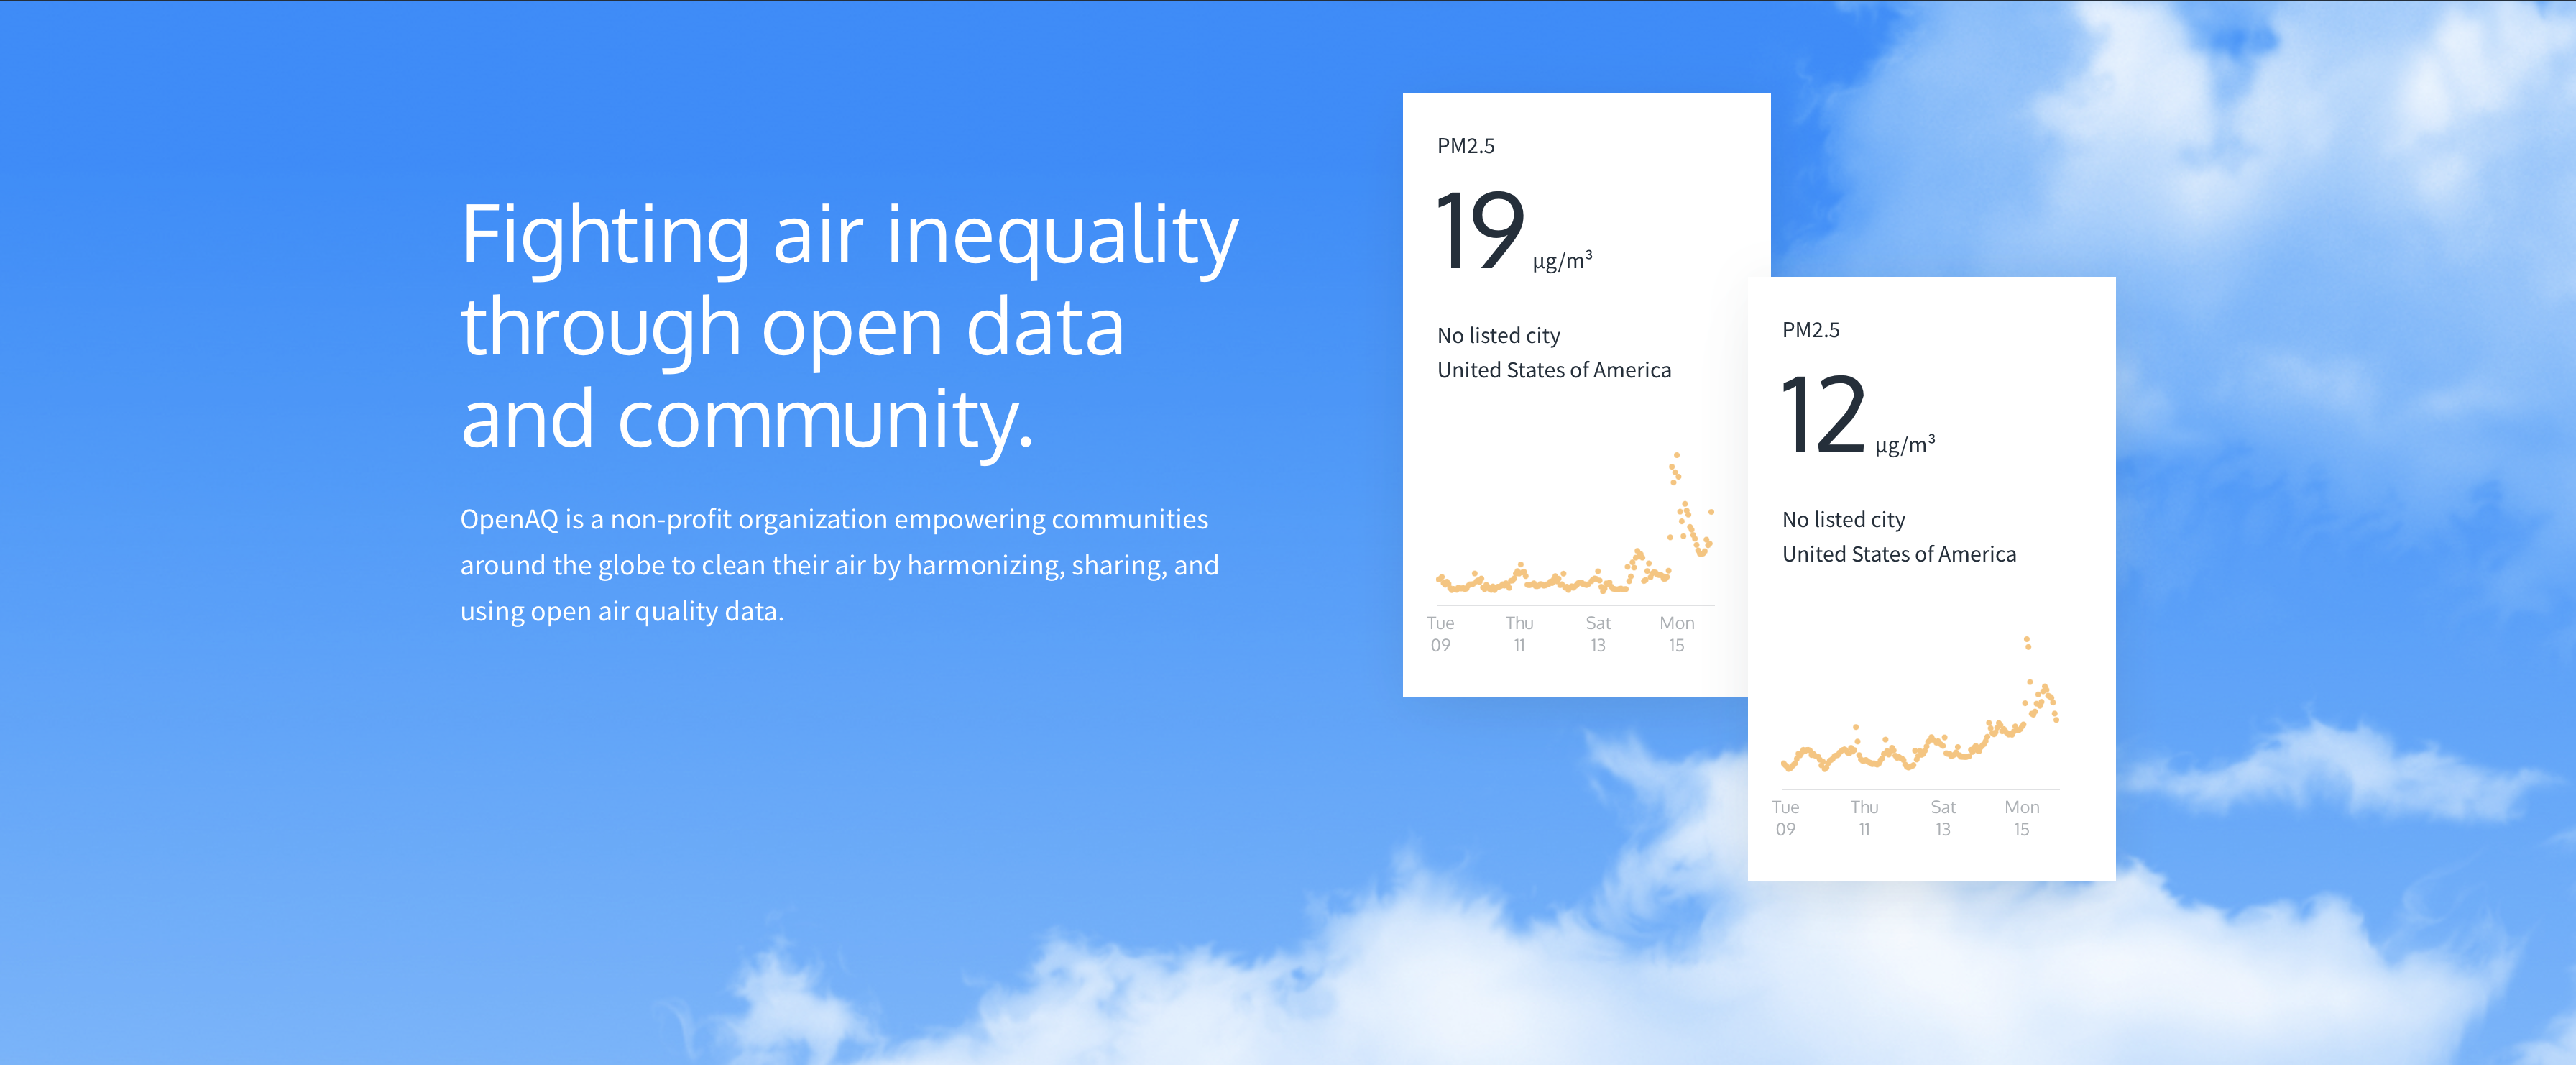 Fighting air inequality
through open data
and community.
OpenAQ is a non-profit organization empowering communities
around the globe to clean their air by harmonizing, sharing, and
using open air quality data.
PM2.5
19 µg/m³
No listed city
United States of America
Tue Thu Sat Mon
09 11 13 15
PM2.5
12 µg/m³
No listed city
United States of America
Tue Thu Sat Mon
09 11 13 15